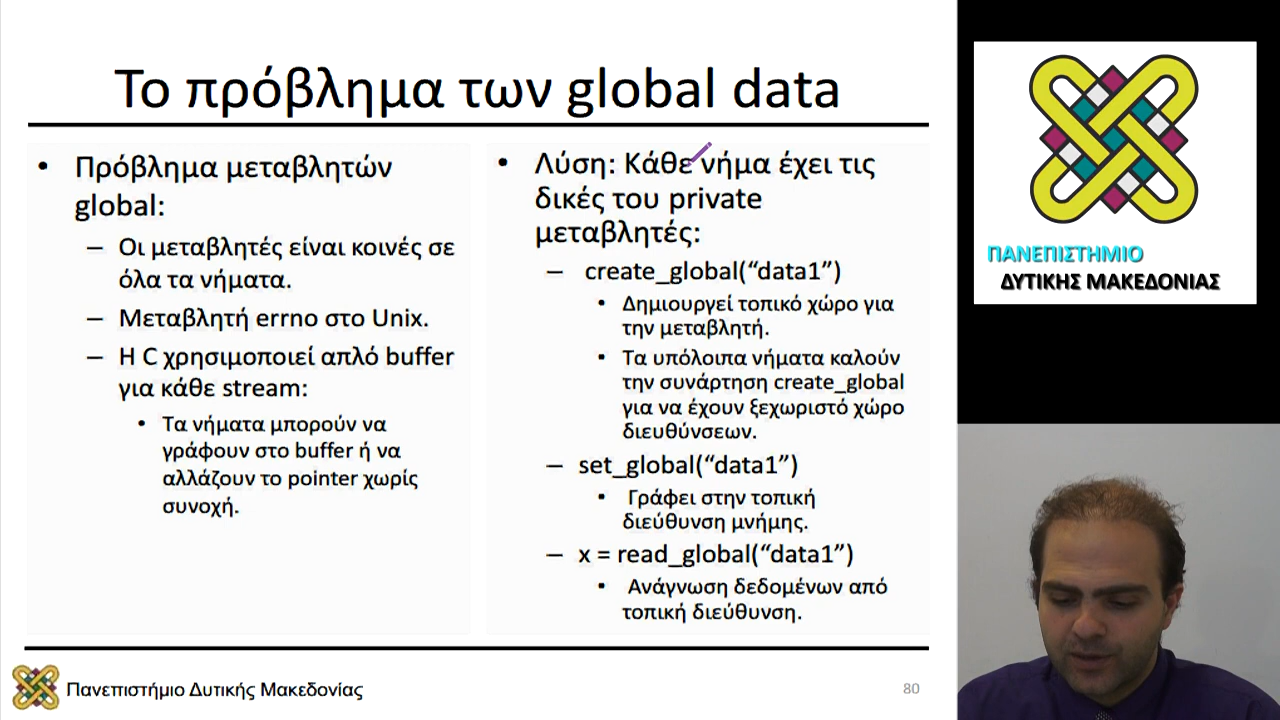 Το πρόβλημα των global data
• Πρόβλημα μεταβλητών
global:
– Οι μεταβλητές είναι κοινές σε
όλα τα νήματα.
– Μεταβλητή errno στο Unix.
– Η C χρησιμοποιεί απλό buffer
για κάθε stream:
• Τα νήματα μπορούν να
γράφουν στο buffer ή να
αλλάζουν το pointer χωρίς
συνοχή.
• Λύση: Κάθε νήμα έχει τις
δικές του private
μεταβλητές:
– create_global(“data1”)
• Δημιουργεί τοπικό χώρο για
την μεταβλητή.
• Τα υπόλοιπα νήματα καλούν
την συνάρτηση create_global
για να έχουν ξεχωριστό χώρο
διευθύνσεων.
– set_global(“data1”)
• Γράφει στην τοπική
διεύθυνση μνήμης.
– x = read_global(“data1”)
• Ανάγνωση δεδομένων από
τοπική διεύθυνση.
Πανεπιστήμιο Δυτικής Μακεδονίας
80
ΠΑΝΕΠΙΣΤΗΜΙΟ
ΔΥΤΙΚΗΣ ΜΑΚΕΔΟΝΙΑΣ